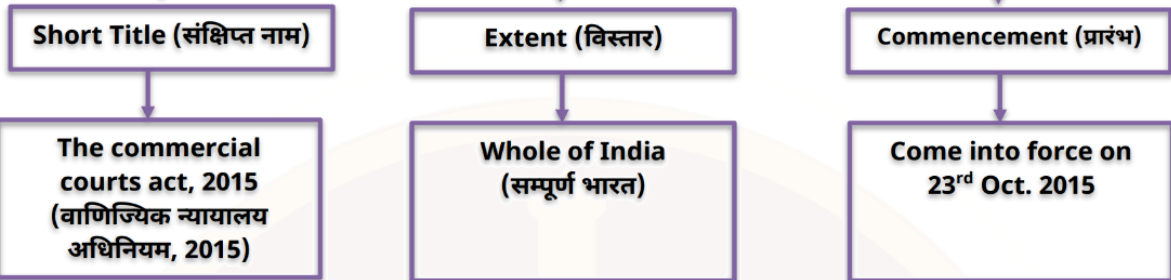 Short Title (संक्षिप्त नाम)
Extent (विस्तार)
Commencement (प्रारंभ)
The commercial
courts act, 2015
(वाणिज्यिक न्यायालय
अधिनियम, 2015)
Whole of India
(सम्पूर्ण भारत)
Come into force on
23rd Oct. 2015